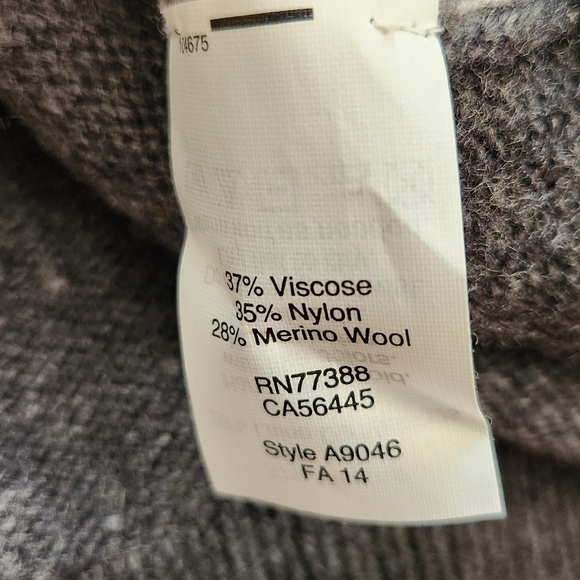 37% Viscose
35% Nylon
28% Merino Wool
RN77388
CA56445
Style A9046
FA 14